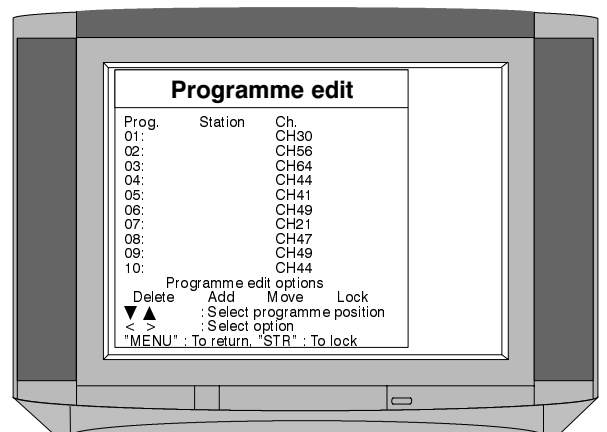 Programme edit
Prog. Station Ch.
01: CH30
02: CH56
03: CH64
04: CH44
05: CH41
06: CH49
07: CH21
08: CH47
09: CH49
10: CH44
Programme edit options
Delete Add Move Lock
▼ ▲ : Select programme position
< > : Select option
"MENU" : To return, "STR" : To lock